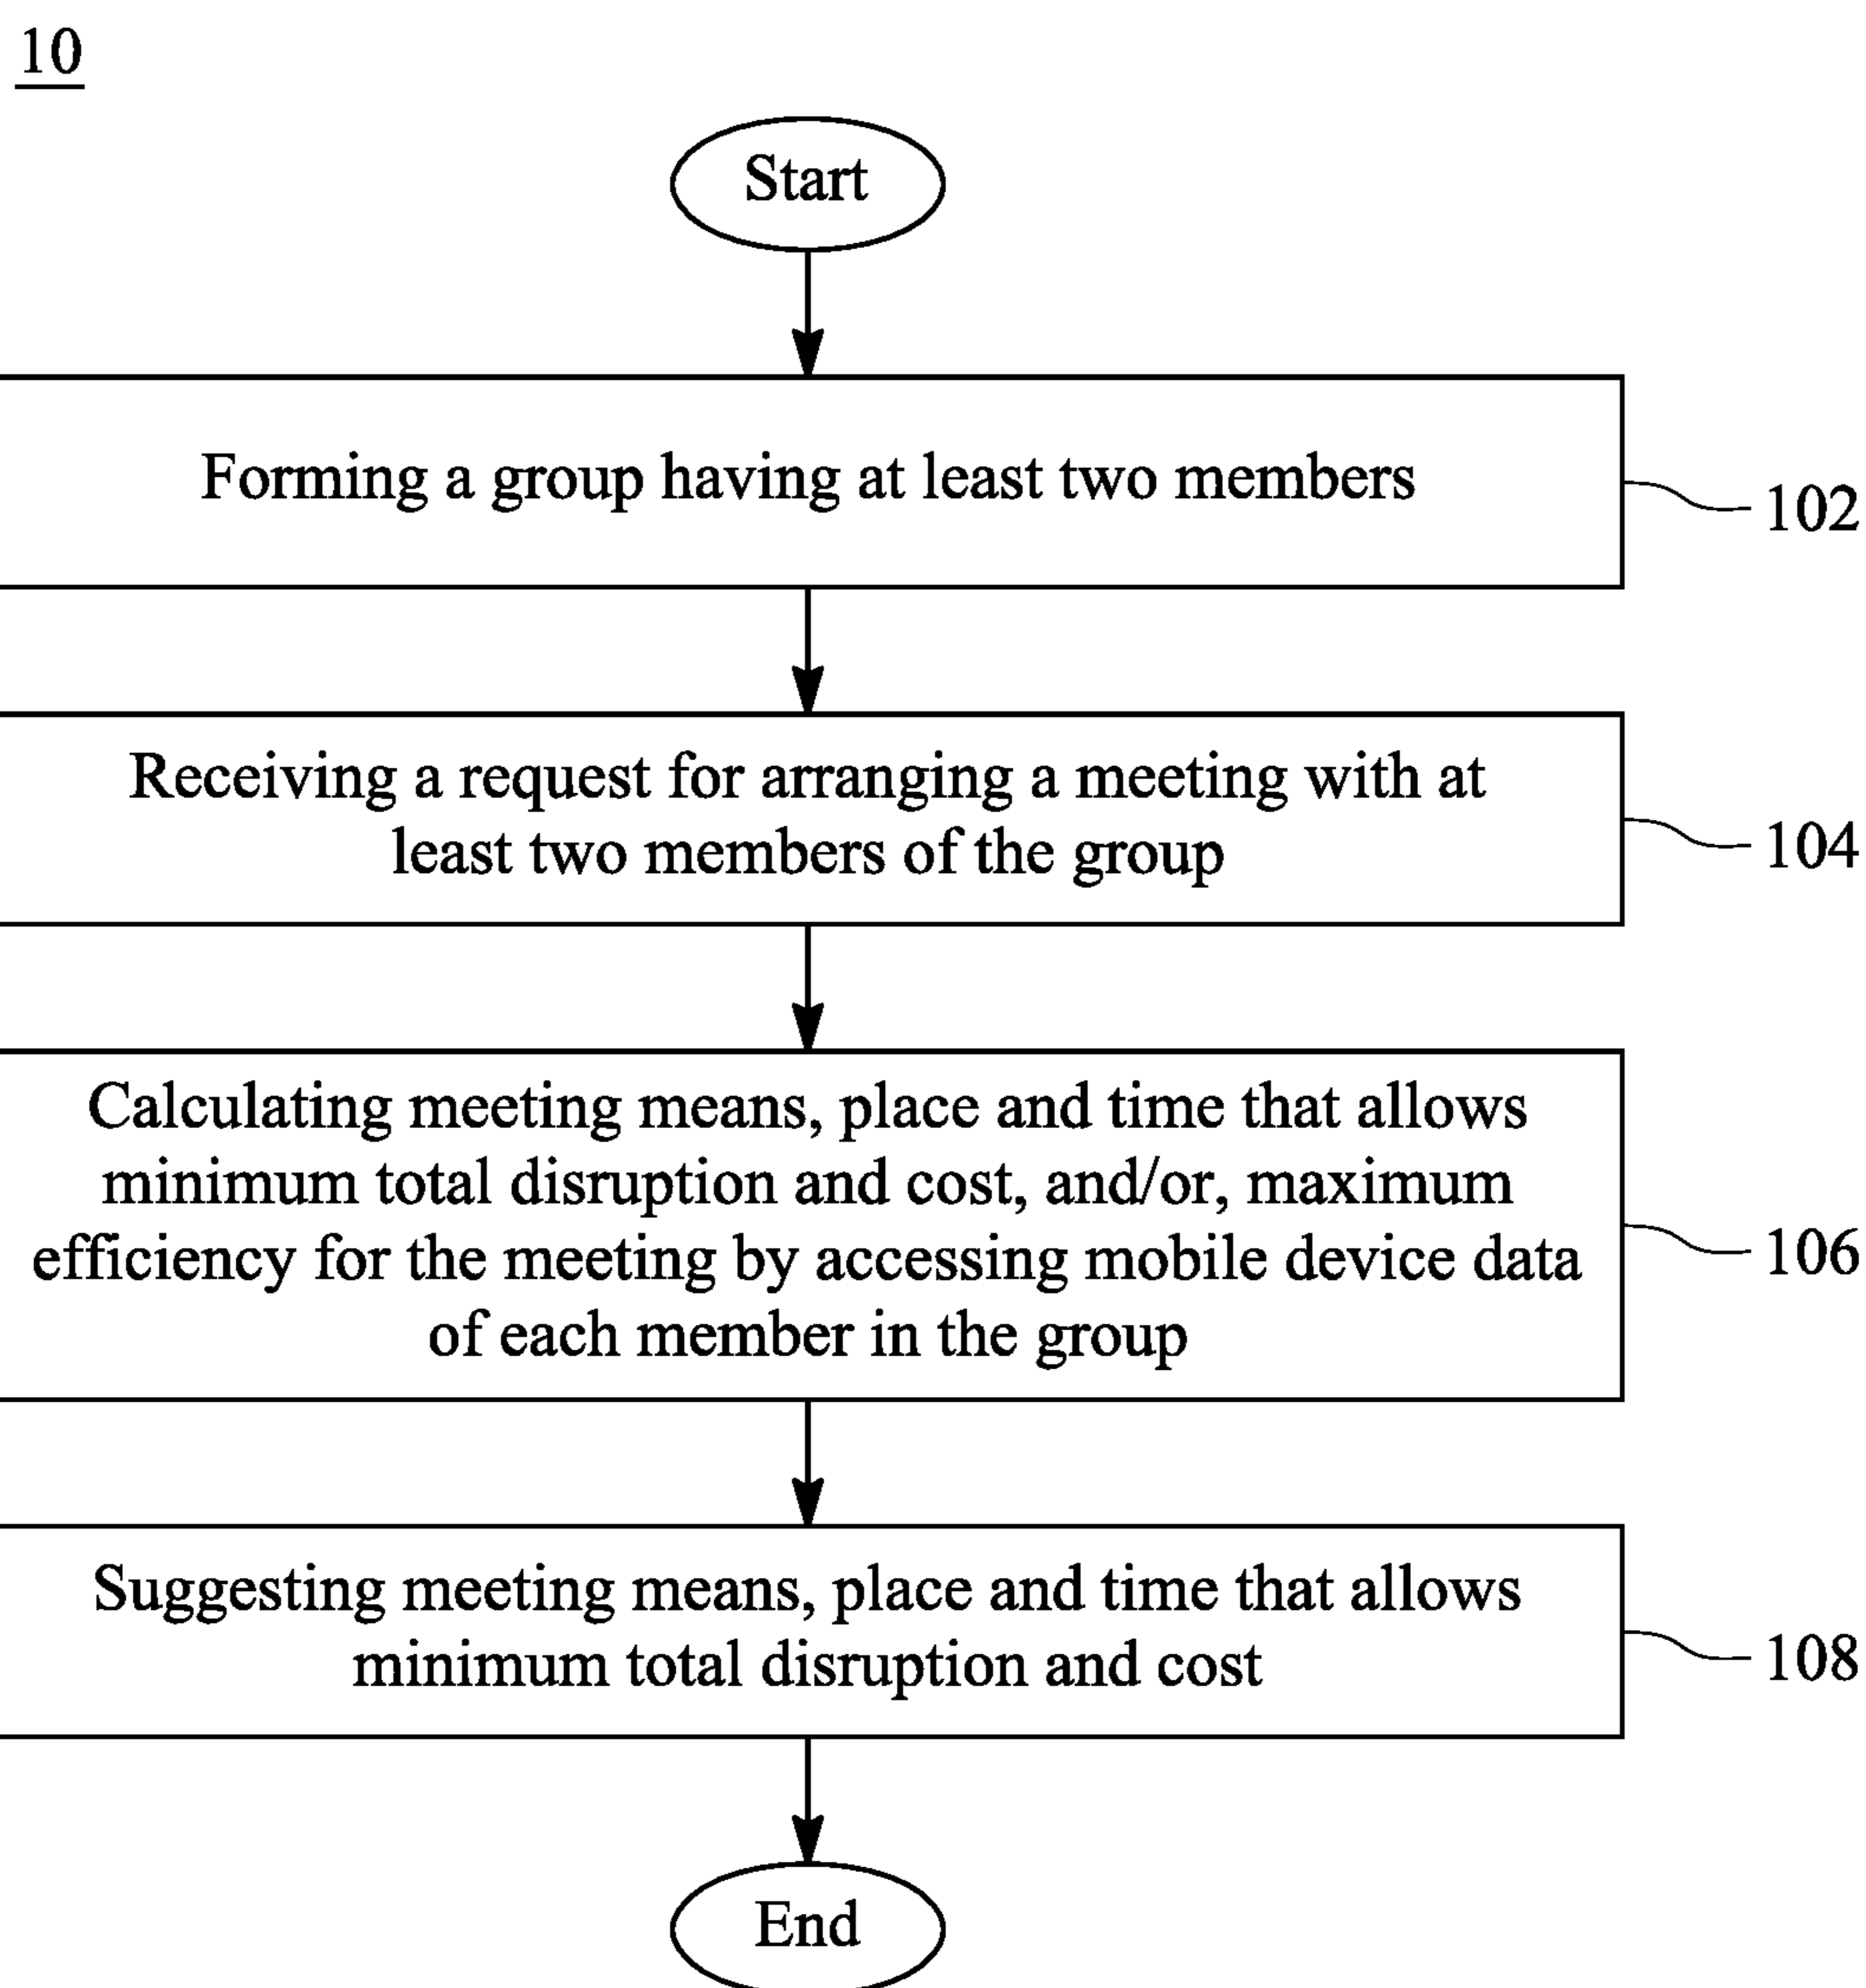 10
Start
Forming a group having at least two members
102
Receiving a request for arranging a meeting with at
least two members of the group
104
Calculating meeting means, place and time that allows
minimum total disruption and cost, and/or, maximum
efficiency for the meeting by accessing mobile device data
of each member in the group
106
Suggesting meeting means, place and time that allows
minimum total disruption and cost
108
End